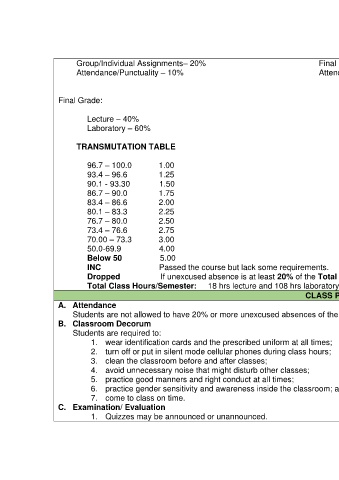 Group/Individual Assignments– 20% Final
Attendance/Punctuality – 10%
Final Grade:
Lecture – 40%
Laboratory – 60%
TRANSMUTATION TABLE
96.7 – 100.0 1.00
93.4 – 96.6 1.25
90.1 - 93.30 1.50
86.7 – 90.0 1.75
83.4 – 86.6 2.00
80.1 – 83.3 2.25
76.7 – 80.0 2.50
73.4 – 76.6 2.75
70.00 – 73.3 3.00
50.0-69.9 4.00
Below 50 5.00
INC Passed the course but lack some requirements.
Dropped If unexcused absence is at least 20% of the Total
Total Class Hours/Semester: 18 hrs lecture and 108 hrs laboratory
CLASS
A. Attendance
Students are not allowed to have 20% or more unexcused absences of the
B. Classroom Decorum
Students are required to:
1. wear identification cards and the prescribed uniform at all times;
2. turn off or put in silent mode cellular phones during class hours;
3. clean the classroom before and after classes;
4. avoid unnecessary noise that might disturb other classes;
5. practice good manners and right conduct at all times;
6. practice gender sensitivity and awareness inside the classroom;
7. come to class on time.
C. Examination/ Evaluation
1. Quizzes may be announced or unannounced.